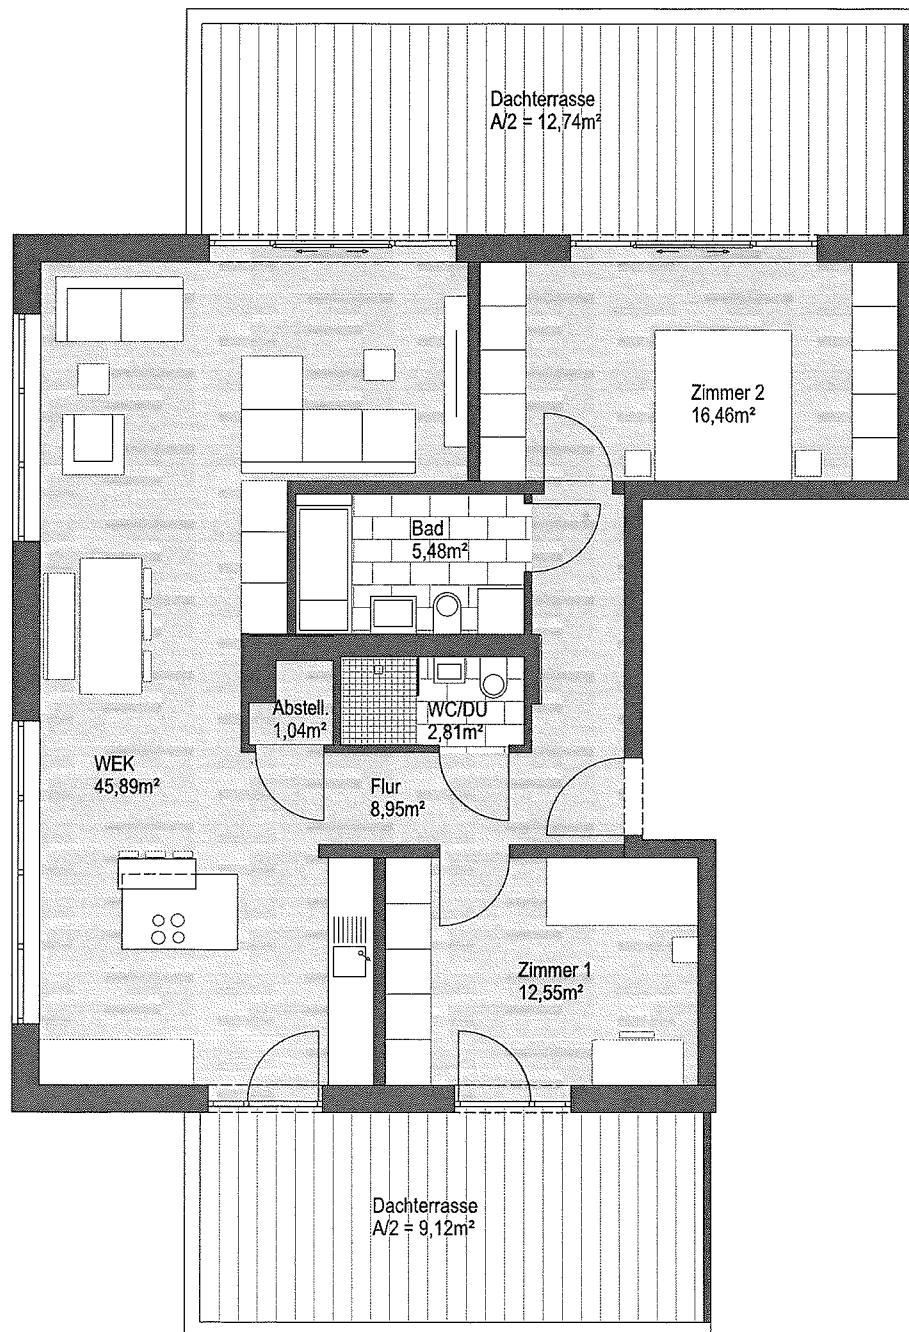 Dachterrasse
A/2 = 12,74m²
Zimmer 2
16,46m²
Bad
5,48m²
Abstell.
1,04m²
WC/DU
2,81m²
WEK
45,89m²
Flur
8,95m²
Zimmer 1
12,55m²
Dachterrasse
A/2 = 9,12m²